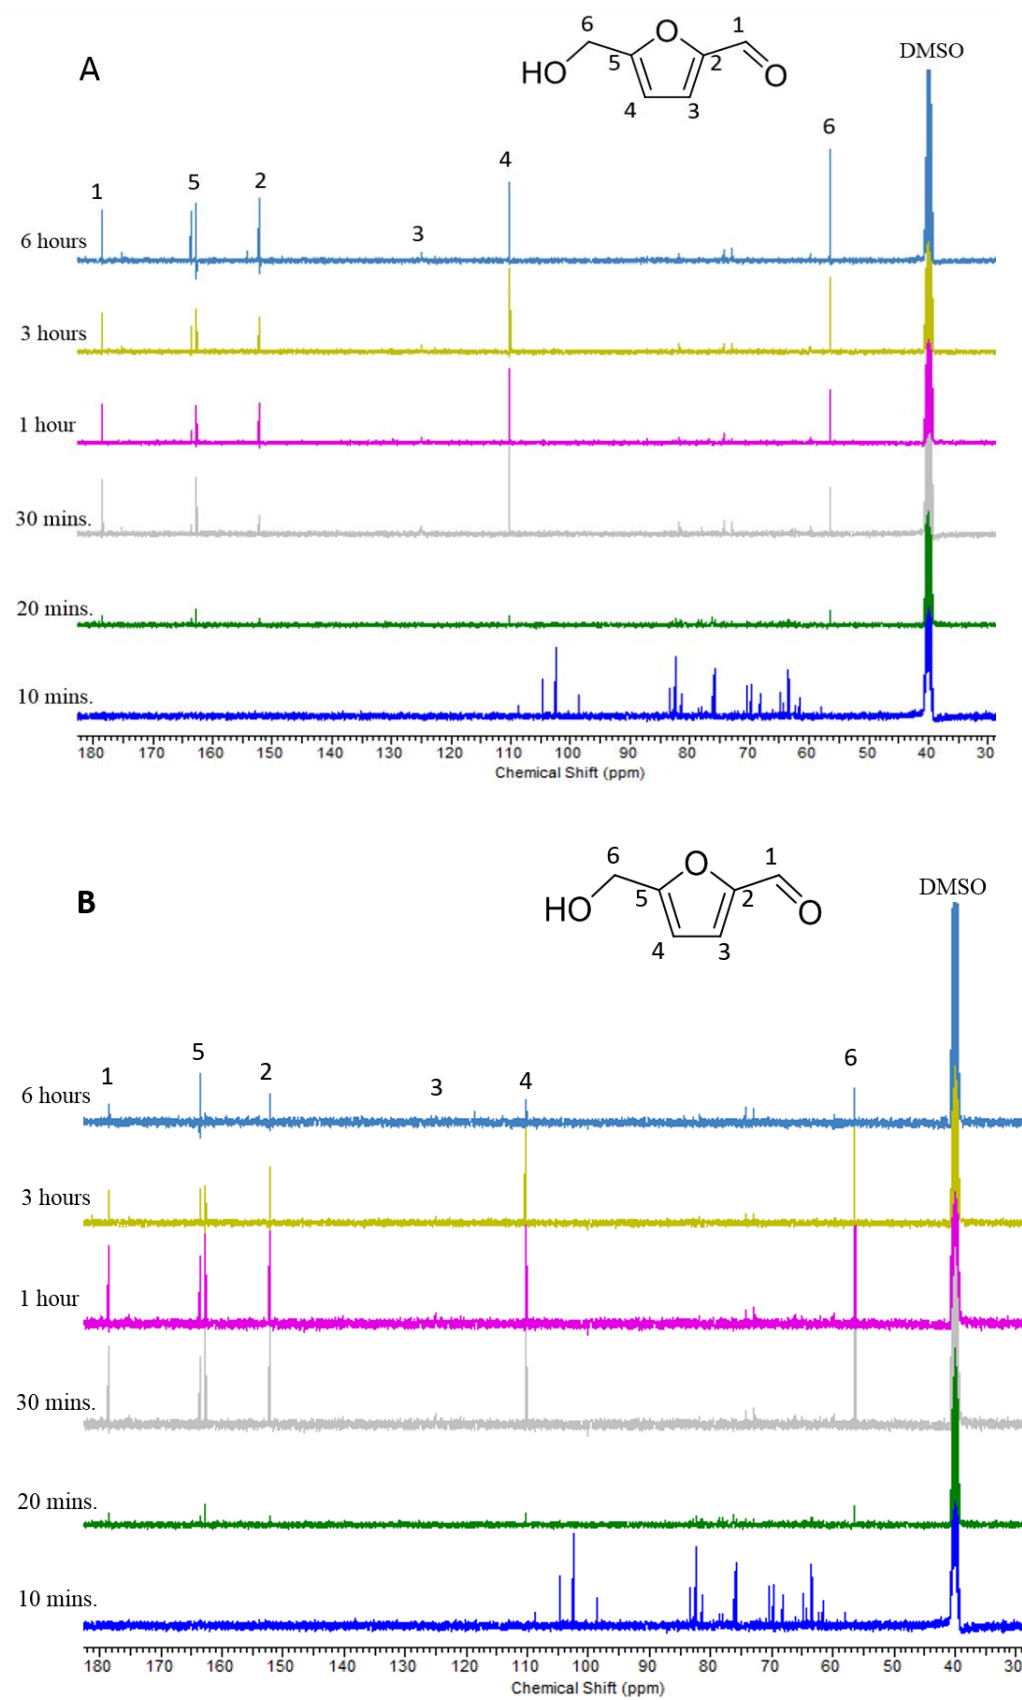 A
6
O
1
DMSO
HO
5
2
O
4
3
1
5
2
3
4
6
6 hours
3 hours
1 hour
30 mins.
20 mins.
10 mins.
180 170 160 150 140 130 120 110 100 90 80 70 60 50 40 30
Chemical Shift (ppm)
B
6
O
1
DMSO
HO
5
2
O
4
3
1
5
2
3
4
6
6 hours
3 hours
1 hour
30 mins.
20 mins.
10 mins.
180 170 160 150 140 130 120 110 100 90 80 70 60 50 40 30
Chemical Shift (ppm)